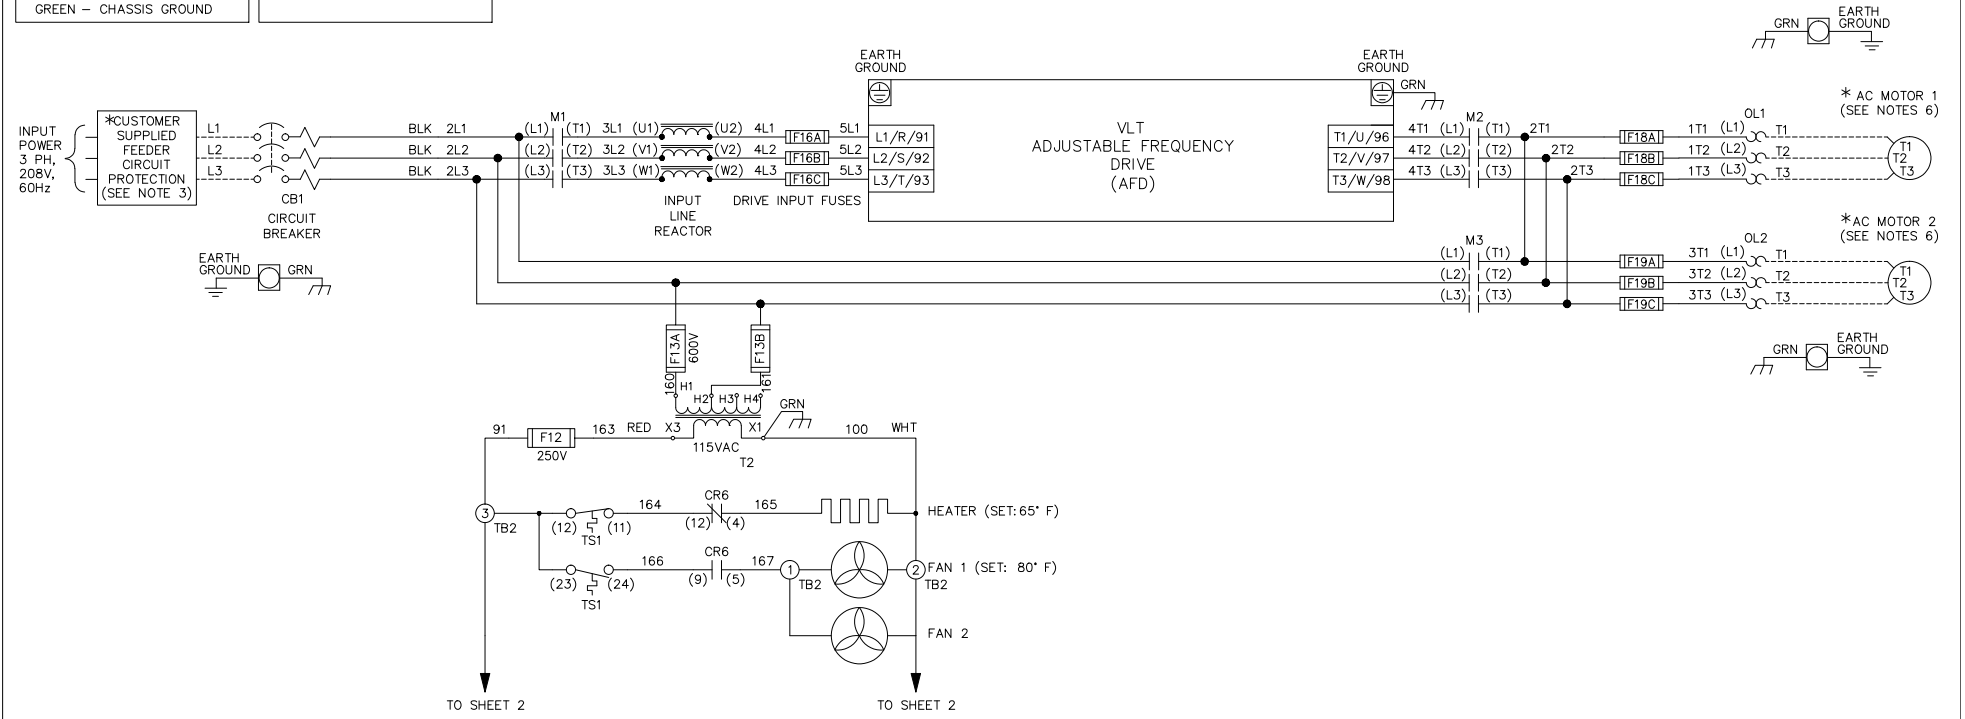 GREEN – CHASSIS GROUND
GRN
EARTH
GROUND
INPUT
POWER
3 PH,
208V,
60Hz
*CUSTOMER
SUPPLIED
FEEDER
CIRCUIT
PROTECTION
(SEE NOTE 3)
L1
L2
L3
CB1
CIRCUIT
BREAKER
BLK 2L1
BLK 2L2
BLK 2L3
M1
(L1) (T1) 3L1 (U1) (U2) 4L1 F16A 5L1
(L2) (T2) 3L2 (V1) (V2) 4L2 F16B 5L2
(L3) (T3) 3L3 (W1) (W2) 4L3 F16C 5L3
INPUT
LINE
REACTOR
DRIVE INPUT FUSES
EARTH
GROUND
L1/R/91
L2/S/92
L3/T/93
VLT
ADJUSTABLE FREQUENCY
DRIVE
(AFD)
EARTH
GROUND
GRN
T1/U/96
T2/V/97
T3/W/98
M2
4T1 (L1) (T1) 2T1 F18A 1T1 (L1) T1
4T2 (L2) (T2) 2T2 F18B 1T2 (L2) T2
4T3 (L3) (T3) 2T3 F18C 1T3 (L3) T3
OL1
* AC MOTOR 1
(SEE NOTES 6)
T1
T2
T3
M3
(L1) (T1) F19A 3T1 (L1) T1
(L2) (T2) F19B 3T2 (L2) T2
(L3) (T3) F19C 3T3 (L3) T3
OL2
*AC MOTOR 2
(SEE NOTES 6)
T1
T2
T3
EARTH
GROUND
GRN
GRN
EARTH
GROUND
F13A
600V
F13B
160
161
H1
H2 H3 H4
GRN
91 F12 163 RED X3 X1 100 WHT
250V
115VAC
T2
3
TB2
(12) (11)
TS1
164
CR6
(12) (4)
165
HEATER (SET:65° F)
(23) (24)
TS1
166
CR6
(9) (5)
167
1
TB2
2
TB2
FAN 1 (SET: 80° F)
FAN 2
TO SHEET 2
TO SHEET 2